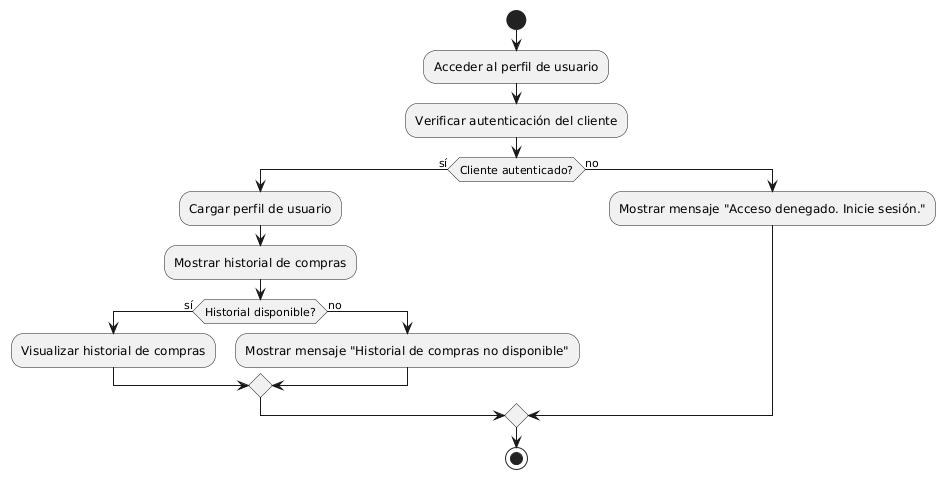 Acceder al perfil de usuario
Verificar autenticación del cliente
Cliente autenticado?
sí
no
Cargar perfil de usuario
Mostrar mensaje "Acceso denegado. Inicie sesión."
Mostrar historial de compras
Historial disponible?
sí
no
Visualizar historial de compras
Mostrar mensaje "Historial de compras no disponible"